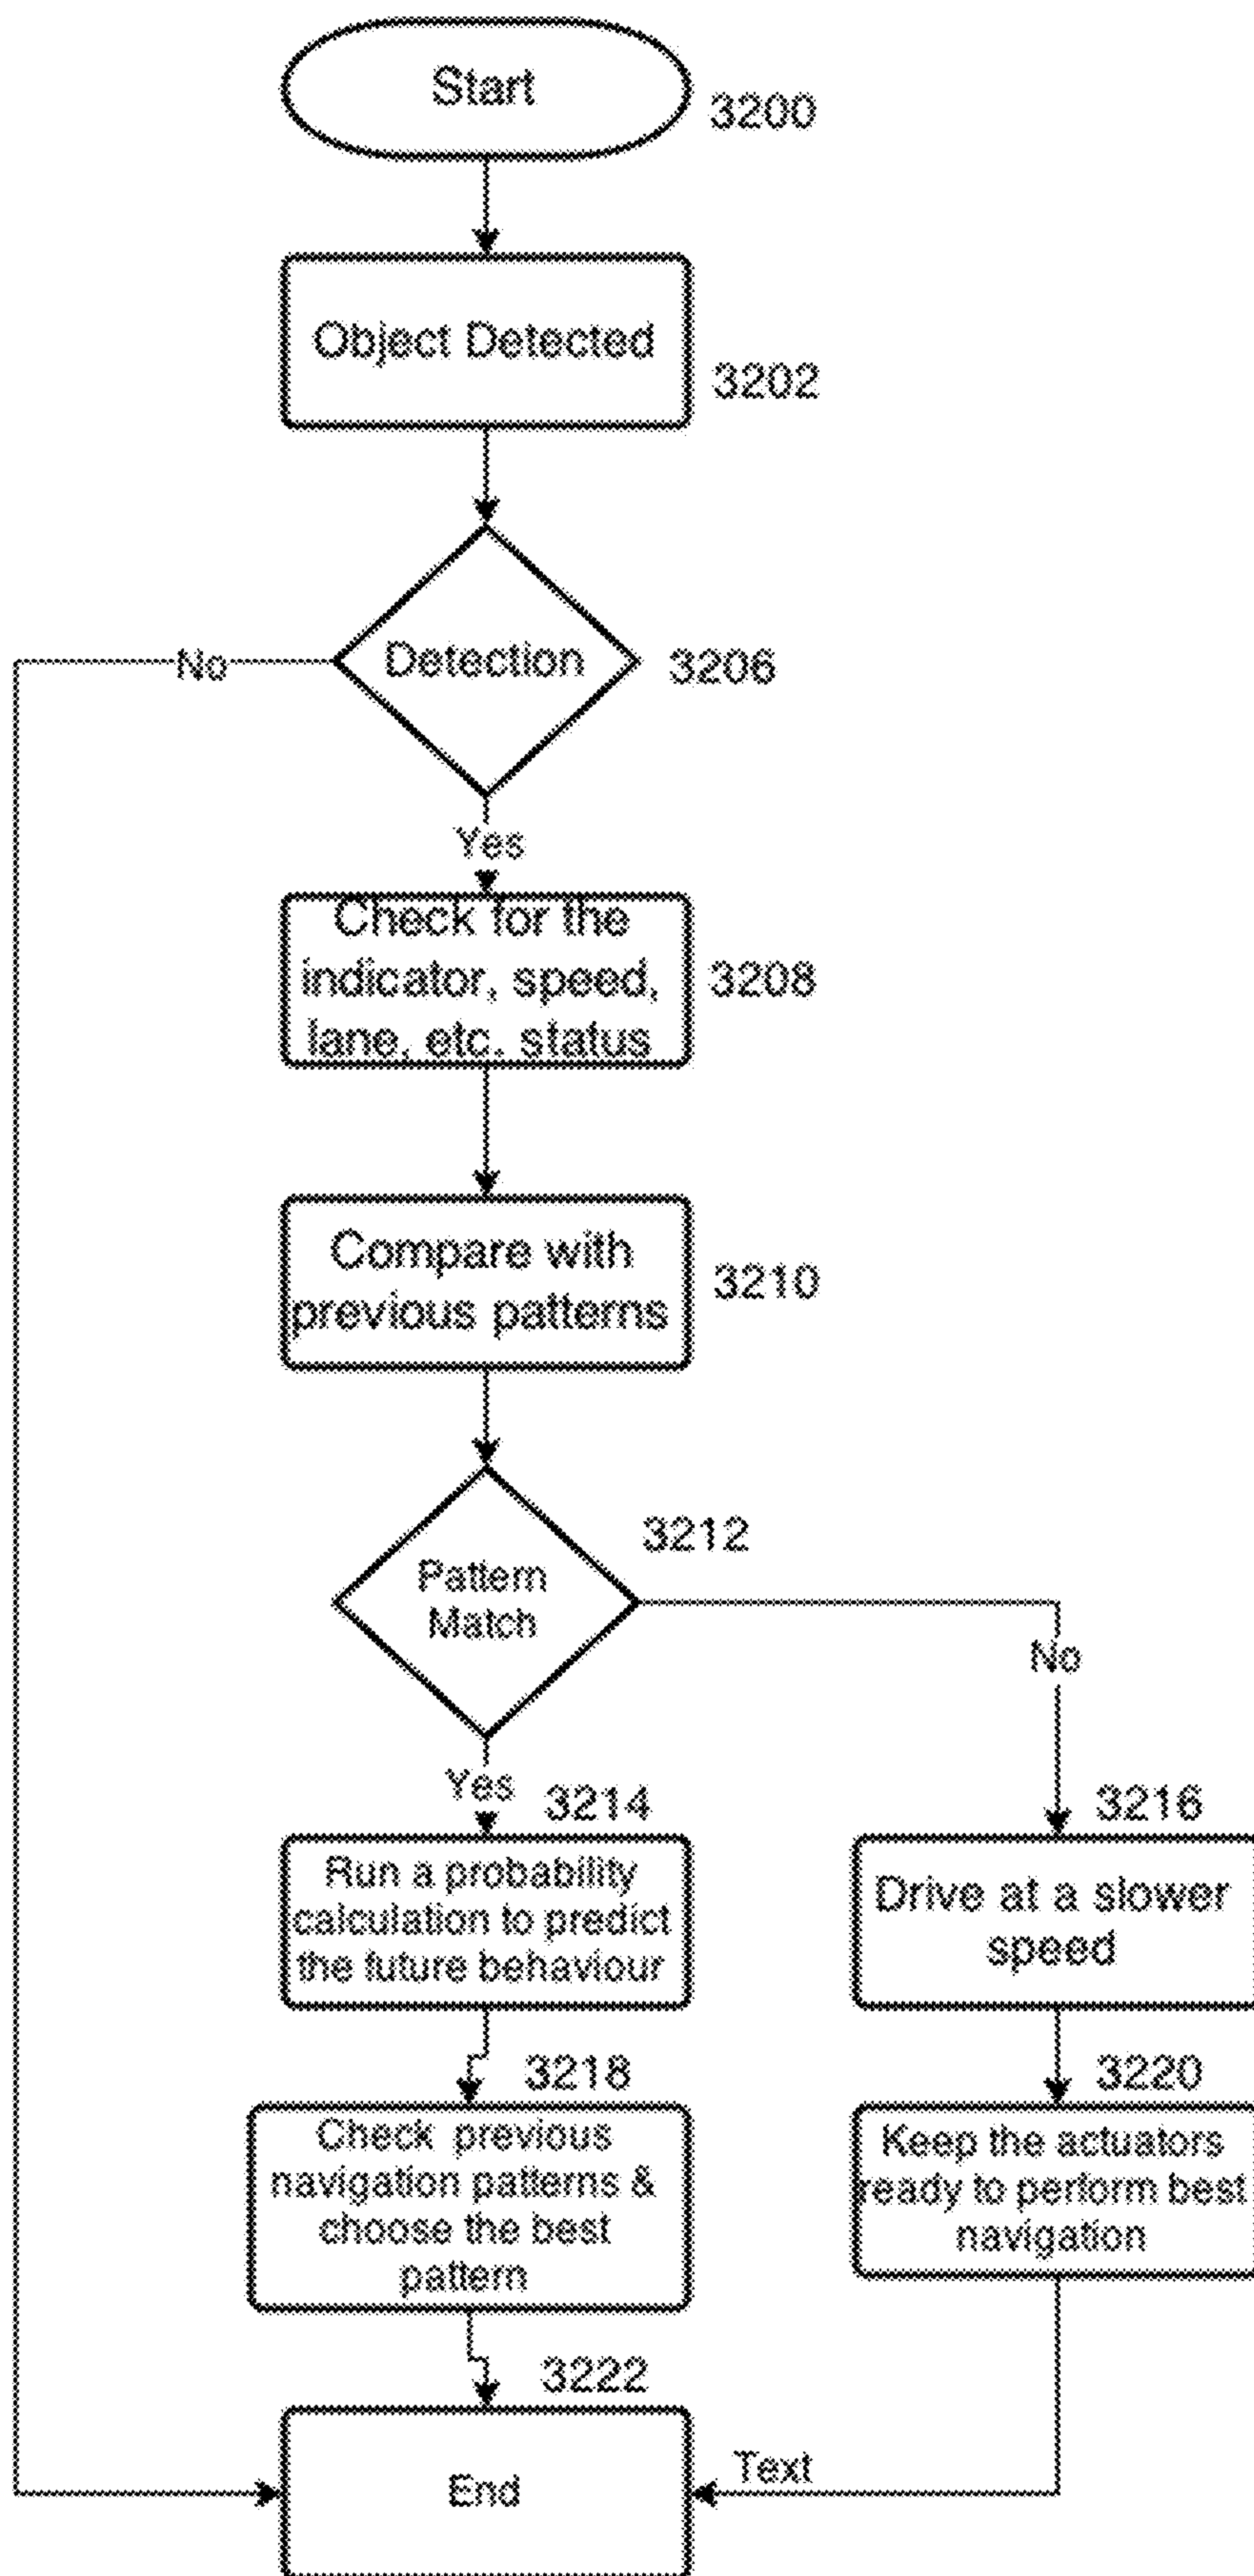 Start
3200
Object Detected
3202
Detection
3206
No
Yes
Check for the
indicator, speed,
lane, etc. status
3208
Compare with
previous patterns
3210
Pattern
Match
3212
No
Yes
3214
Run a probability
calculation to predict
the future behaviour
3216
Drive at a slower
speed
3218
Check previous
navigation patterns &
choose the best
pattern
3220
Keep the actuators
ready to perform best
navigation
3222
End
Text